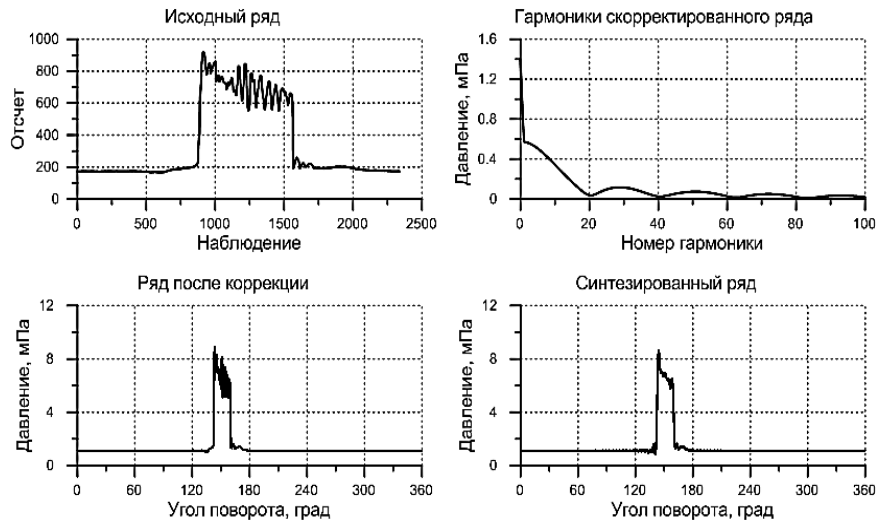 Исходный ряд
1000
800
600
400
200
0
Отсчет
0 500 1000 1500 2000 2500
Наблюдение
Гармоники скорректированного ряда
1.6
1.2
0.8
0.4
0
Давление, мПа
0 20 40 60 80 100
Номер гармоники
Ряд после коррекции
12
8
4
0
Давление, мПа
0 60 120 180 240 300 360
Угол поворота, град
Синтезированный ряд
12
8
4
0
Давление, мПа
0 60 120 180 240 300 360
Угол поворота, град